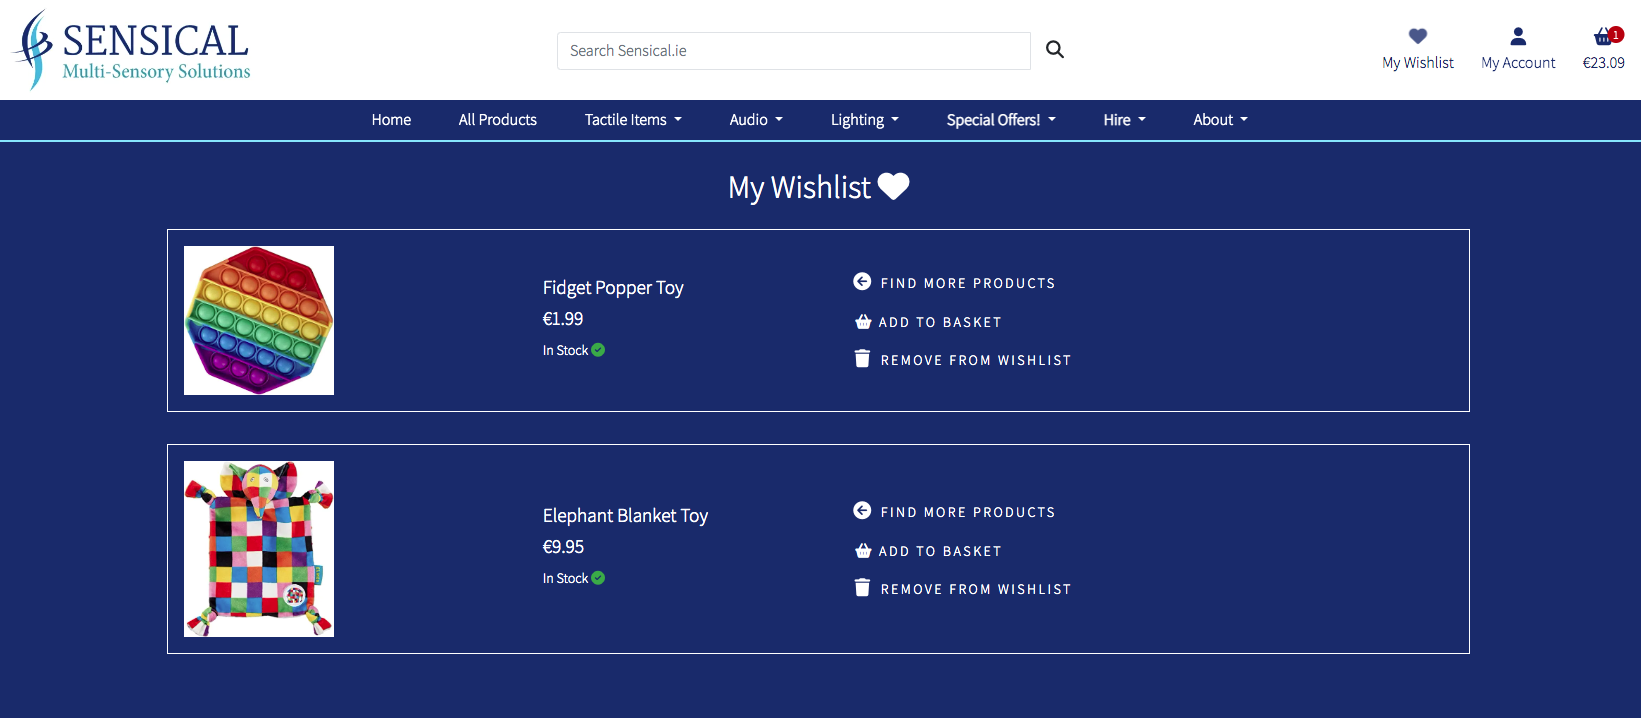 SENSICAL
Multi-Sensory Solutions
Search Sensical.ie
My Wishlist
My Account
1
€23.09
Home All Products Tactile Items Audio Lighting Special Offers! Hire About
My Wishlist
Fidget Popper Toy
€1.99
In Stock
FIND MORE PRODUCTS
ADD TO BASKET
REMOVE FROM WISHLIST
Elephant Blanket Toy
€9.95
In Stock
FIND MORE PRODUCTS
ADD TO BASKET
REMOVE FROM WISHLIST